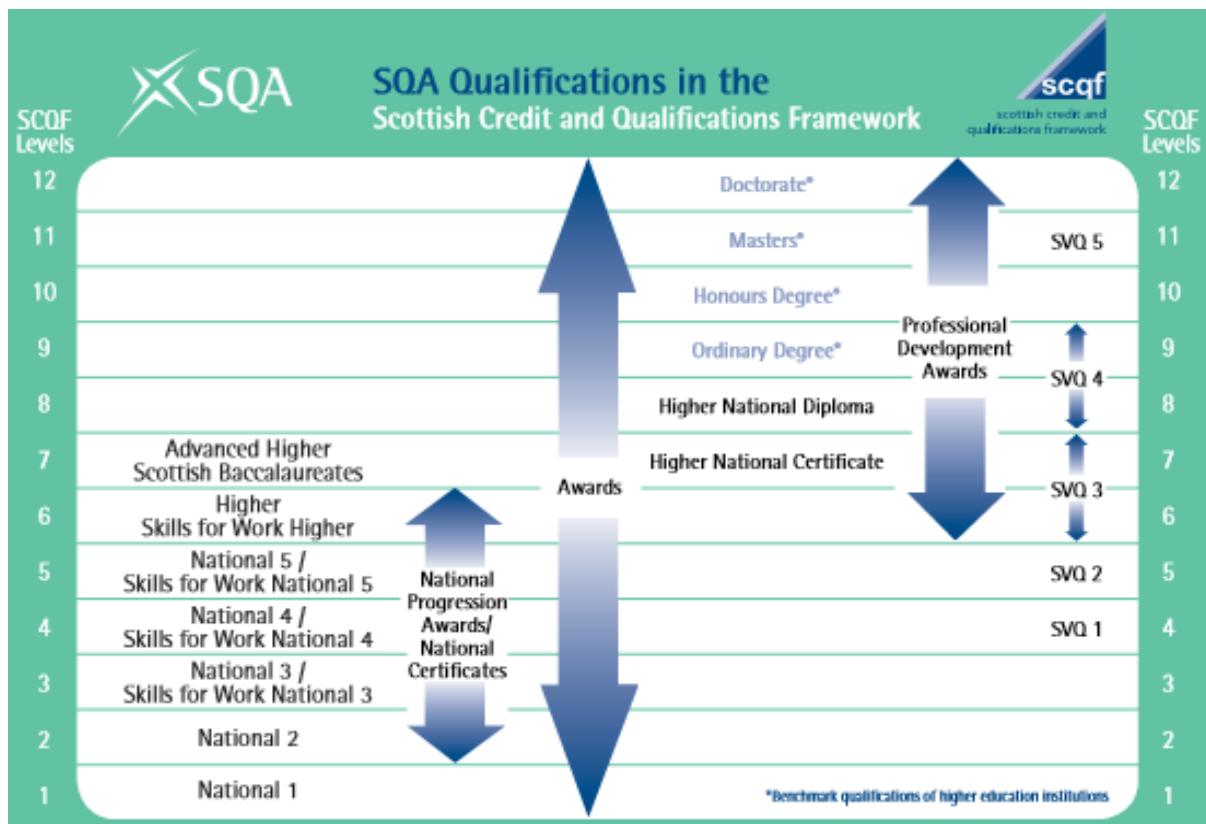 SQA
SQA Qualifications in the
Scottish Credit and Qualifications Framework
scqf
scottish credit and
qualifications framework
SCQF
Levels
SCQF
Levels
12
Doctorate*
12
11
Masters*
SVQ 5
11
10
Honours Degree*
10
9
Ordinary Degree*
Professional
Development
Awards
9
SVQ 4
8
Higher National Diploma
8
7
Advanced Higher
Scottish Baccalaureates
Higher National Certificate
7
Awards
SVQ 3
6
Higher
Skills for Work Higher
6
5
National 5 /
Skills for Work National 5
National
Progression
Awards/
National
Certificates
SVQ 2
5
4
National 4 /
Skills for Work National 4
SVQ 1
4
3
National 3 /
Skills for Work National 3
3
2
National 2
2
1
National 1
*Benchmark qualifications of higher education institutions
1